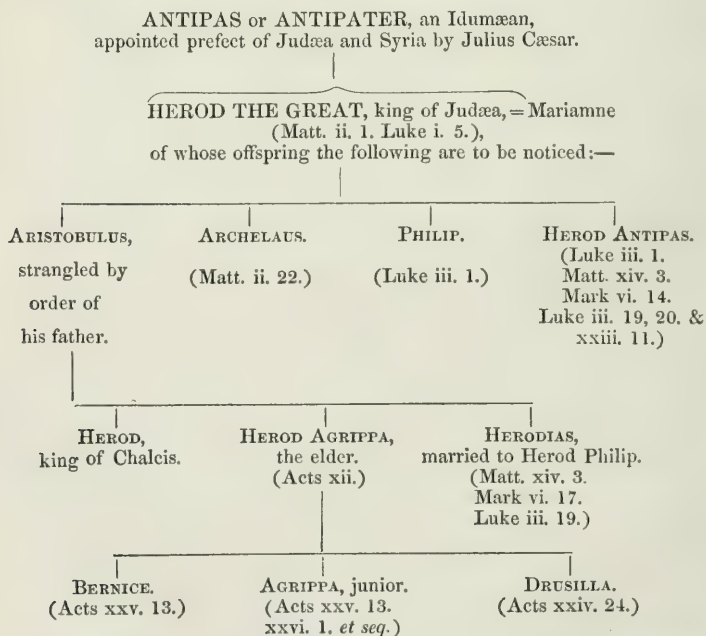 ANTIPAS or ANTIPATER, an Idumæan,
appointed prefect of Judæa and Syria by Julius Cæsar.
HEROD THE GREAT, king of Judæa,=Mariamne
(Matt. ii. 1. Luke i. 5.),
of whose offspring the following are to be noticed:—
ARISTOBULUS,
strangled by
order of
his father.
ARCHELAUS.
(Matt. ii. 22.)
PHILIP.
(Luke iii. 1.)
HEROD ANTIPAS.
(Luke iii. 1.
Matt. xiv. 3.
Mark vi. 14.
Luke iii. 19, 20. &
xxiii. 11.)
HEROD,
king of Chalcis.
HEROD AGRIPPA,
the elder.
(Acts xii.)
HERODIAS,
married to Herod Philip.
(Matt. xiv. 3.
Mark vi. 17.
Luke iii. 19.)
BERNICE.
(Acts xxv. 13.)
AGRIPPA, junior.
(Acts xxv. 13.
xxvi. 1. et seq.)
DRUSILLA.
(Acts xxiv. 24.)